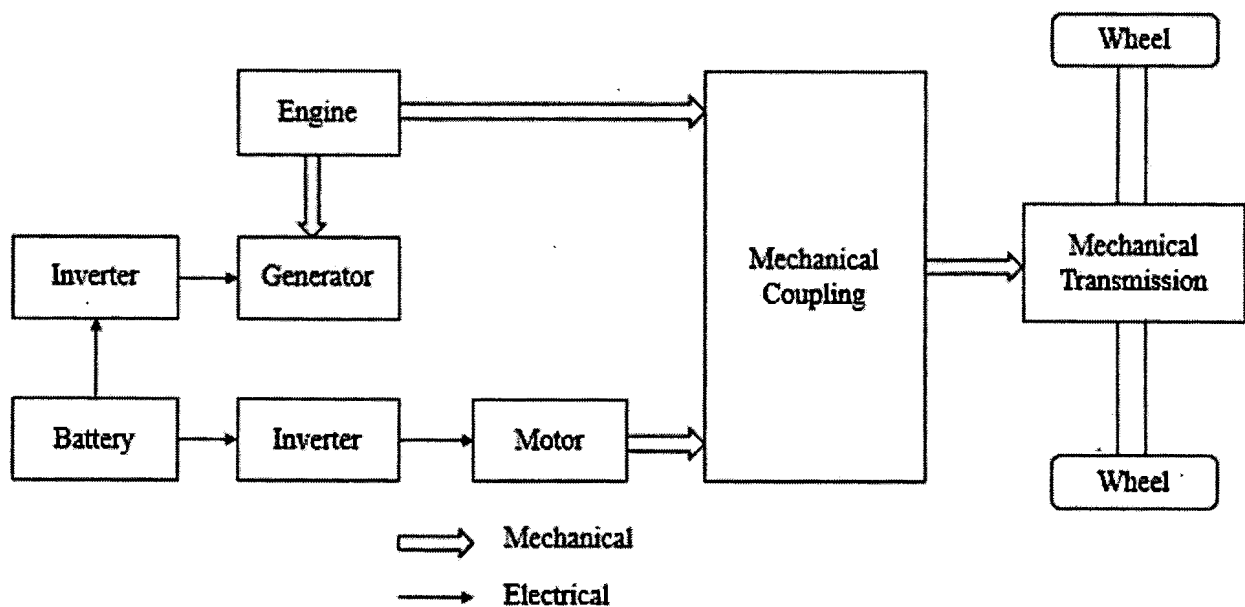 Wheel
Engine
Inverter
Generator
Mechanical
Coupling
Mechanical
Transmission
Battery
Inverter
Motor
Wheel
Mechanical
Electrical